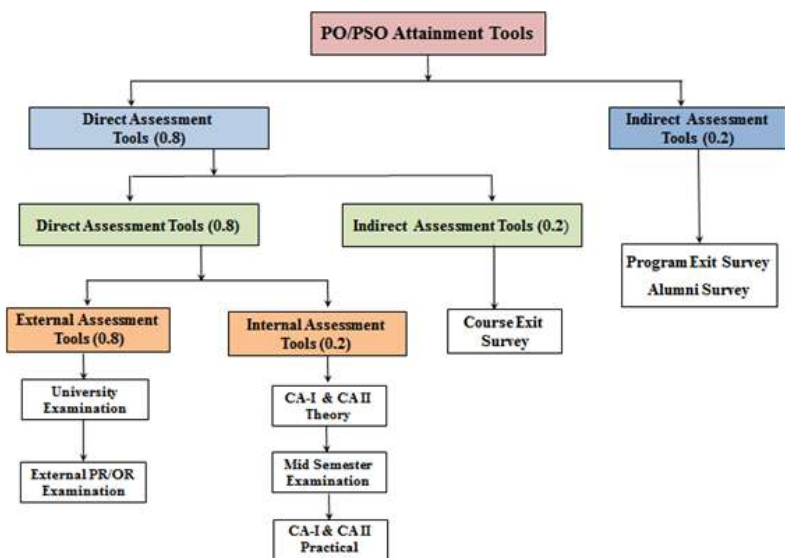 PO/PSO Attainment Tools
Direct Assessment
Tools (0.8)
Indirect Assessment
Tools (0.2)
Direct Assessment Tools (0.8)
Indirect Assessment Tools (0.2)
Program Exit Survey
Alumni Survey
External Assessment
Tools (0.8)
Internal Assessment
Tools (0.2)
Course Exit
Survey
University
Examination
CA-I & CA II
Theory
External PR/OR
Examination
Mid Semester
Examination
CA-I & CA II
Practical